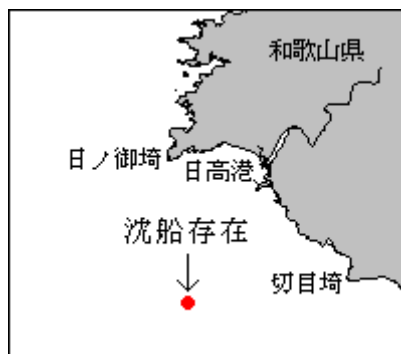 和歌山県
日ノ御埼
日高港
沈船存在
切目埼